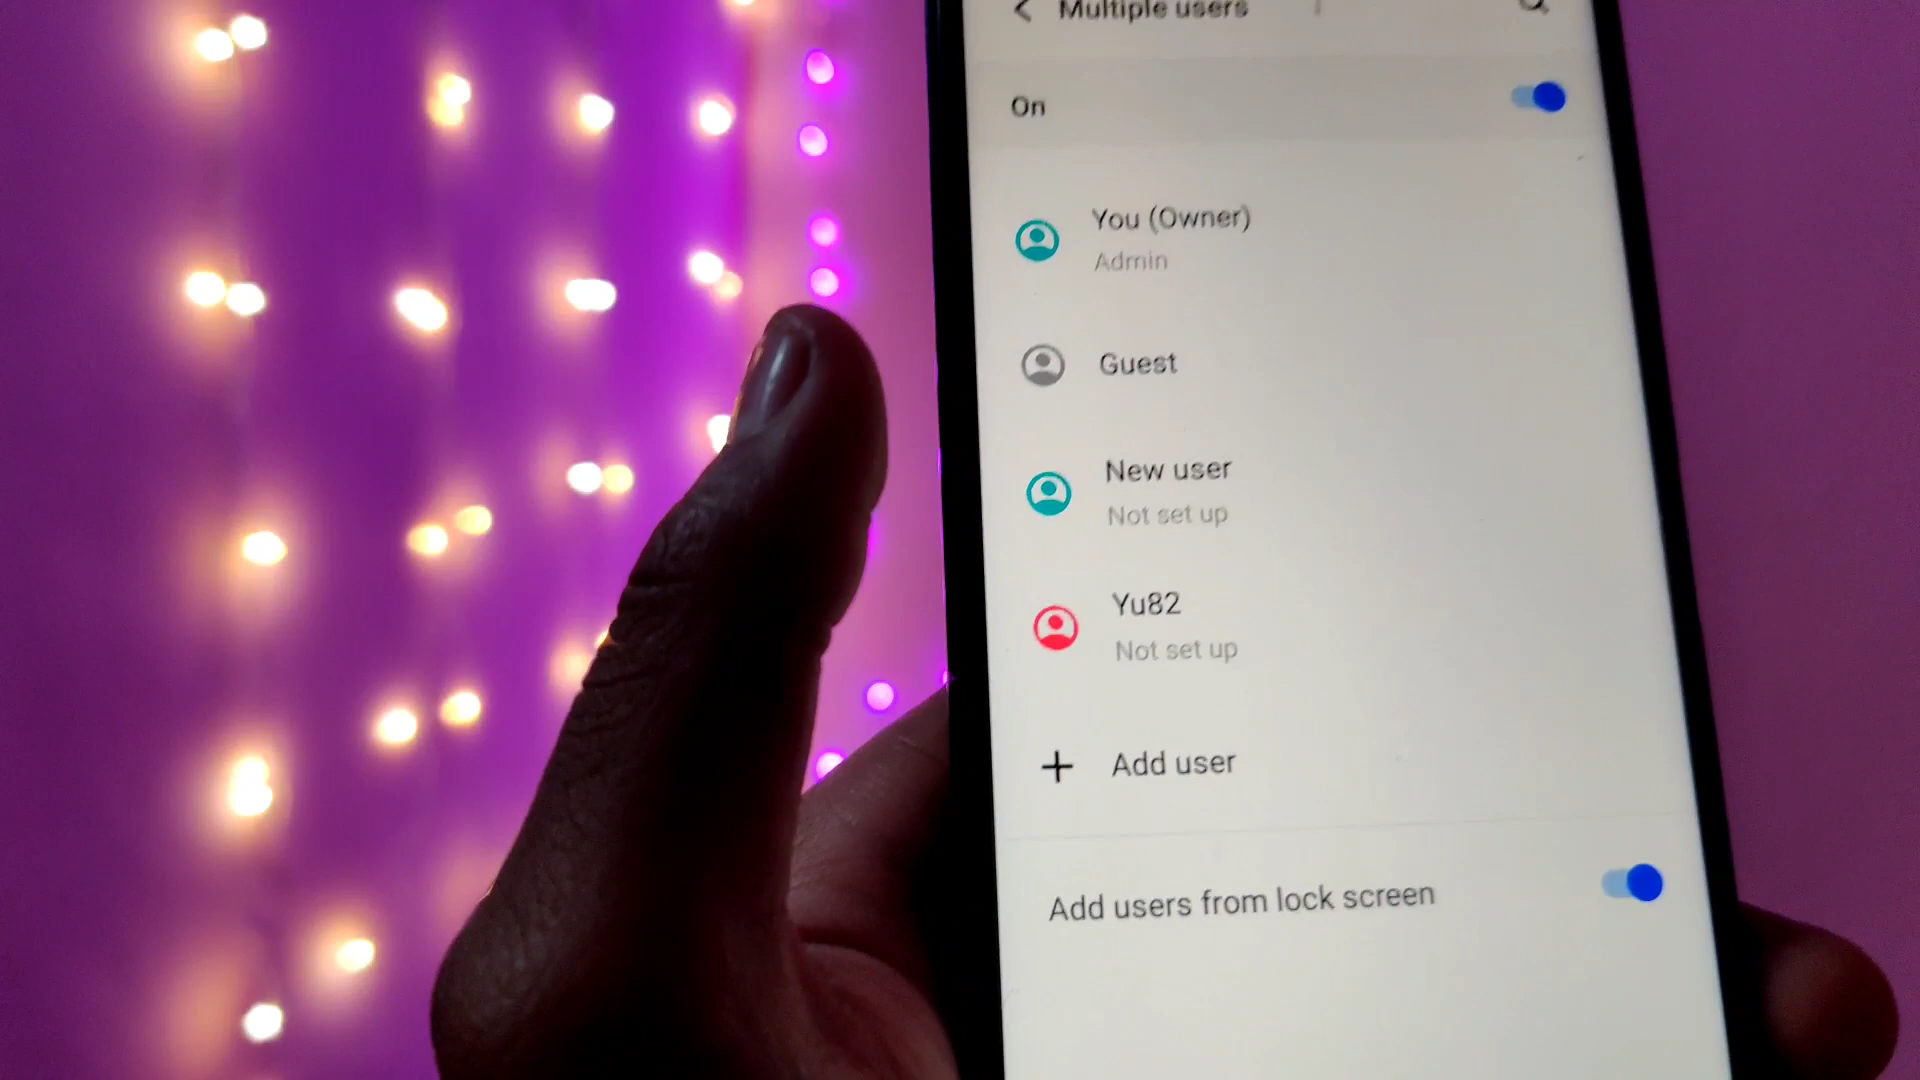 Multiple users
On
You (Owner)
Admin
Guest
New user
Not set up
Yu82
Not set up
Add user
Add users from lock screen